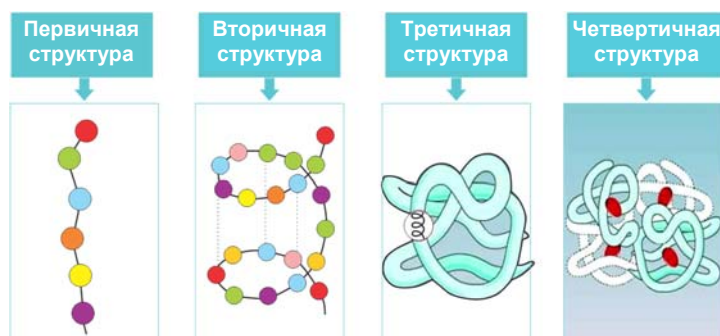 Первичная
структура
Вторичная
структура
Третичная
структура
Четвертичная
структура